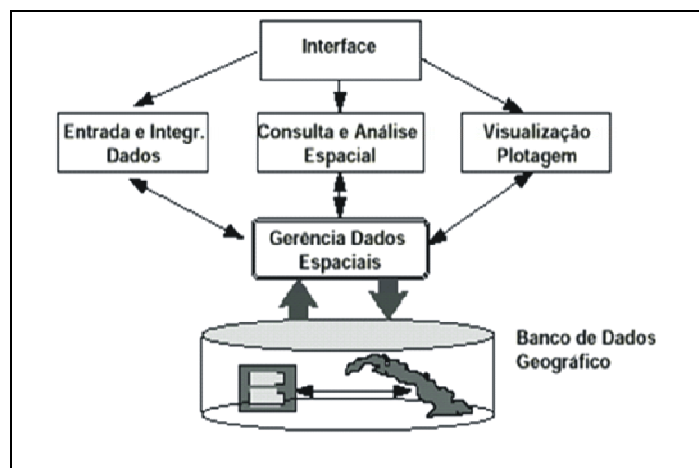 Interface
Entrada e Integr.
Dados
Consulta e Análise
Espacial
Visualização
Plotagem
Gerência Dados
Espaciais
Banco de Dados
Geográfico